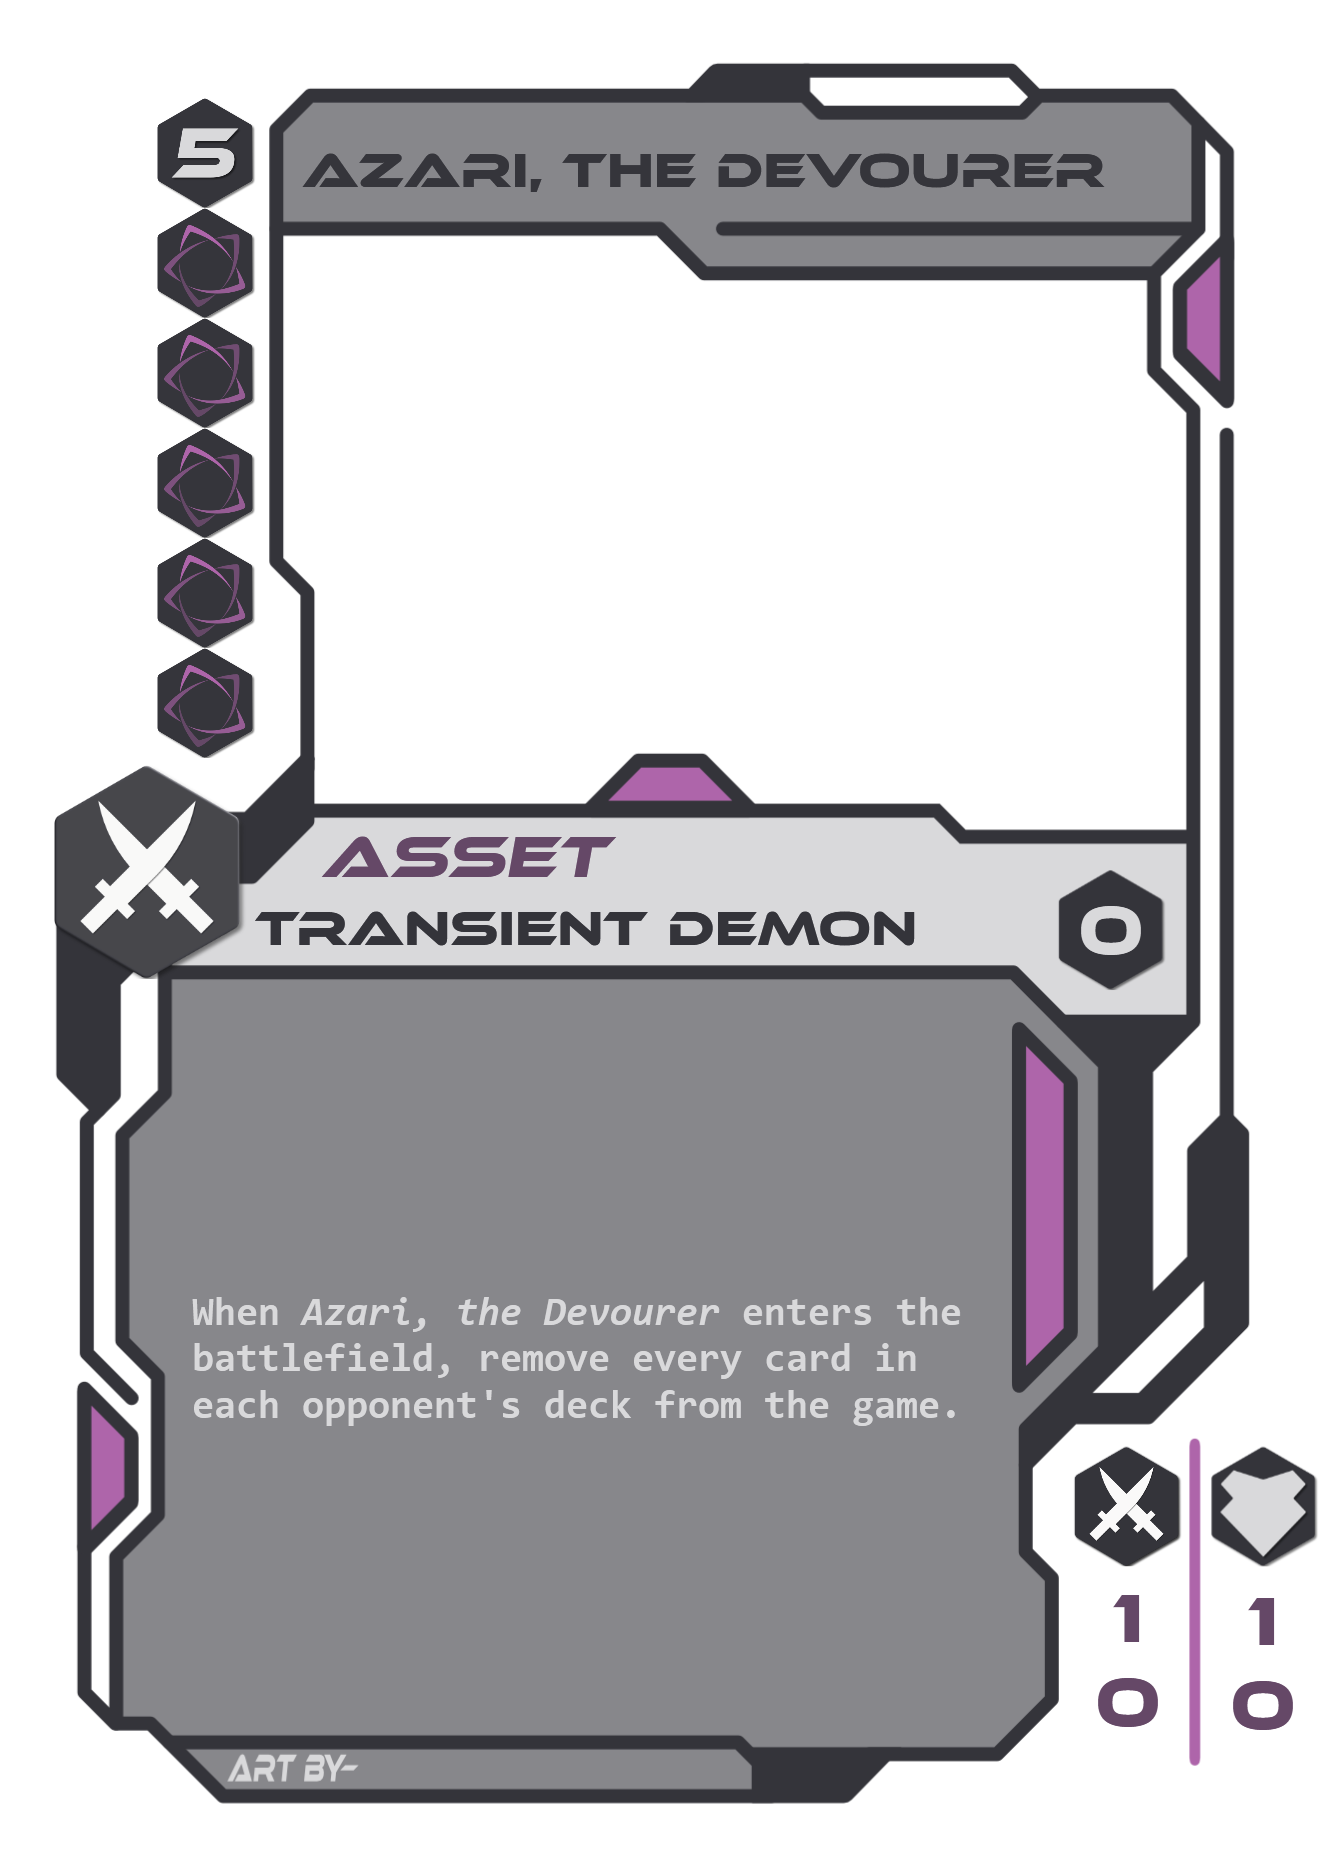 5
AZARI, THE DEVOURER
ASSET
TRANSIENT DEMON
0
When Azari, the Devourer enters the
battlefield, remove every card in
each opponent's deck from the game.
1
0
1
0
ART BY-